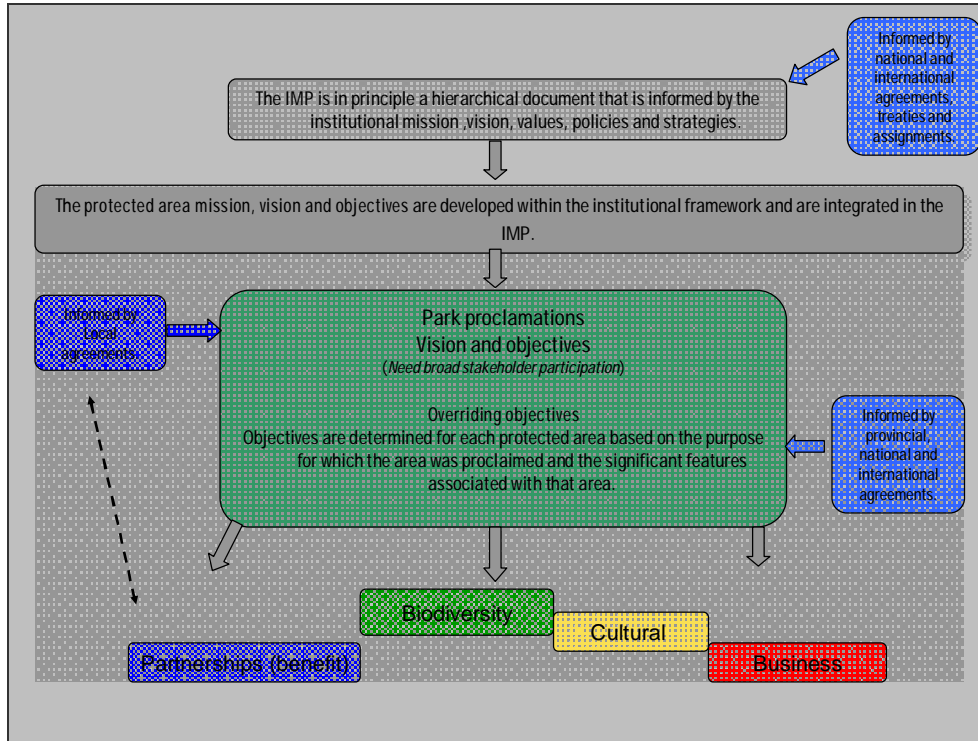 Informed by
national and
international
agreements,
treaties and
assignments.
The IMP is in principle a hierarchical document that is informed by the
institutional mission ,vision, values, policies and strategies.
The protected area mission, vision and objectives are developed within the institutional framework and are integrated in the
IMP.
Informed by
Local
agreements
Park proclamations
Vision and objectives
(Need broad stakeholder participation)
Overriding objectives
Objectives are determined for each protected area based on the purpose
for which the area was proclaimed and the significant features
associated with that area.
Informed by
provincial,
national and
international
agreements.
Biodiversity
Cultural
Partnerships (benefit)
Business